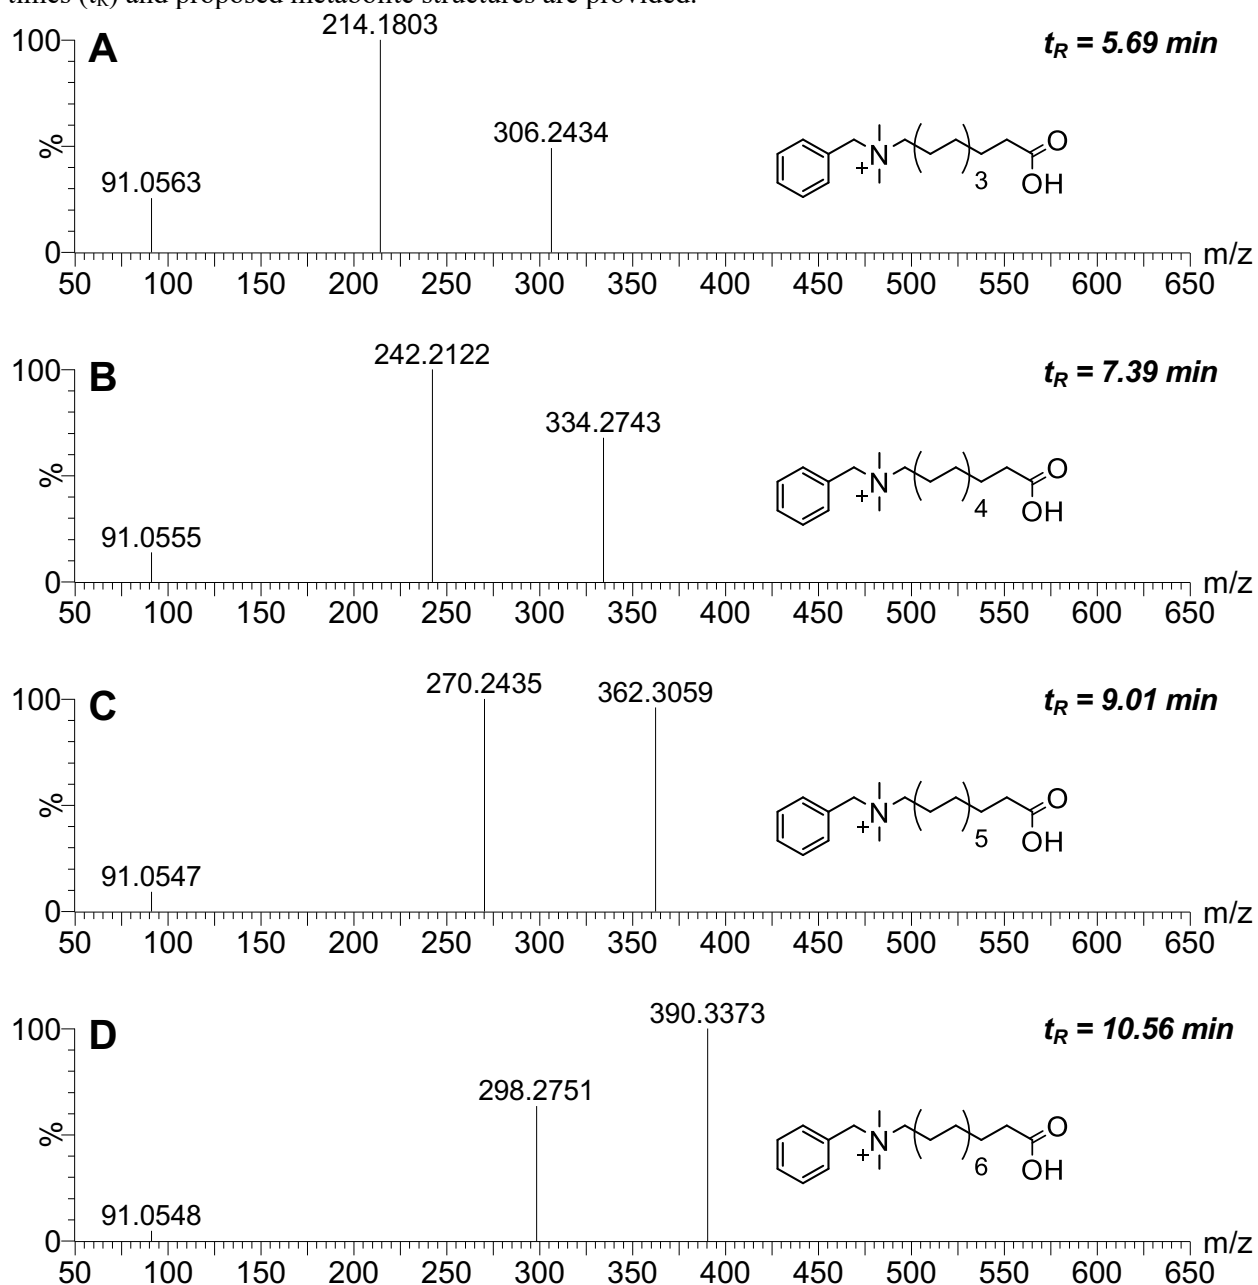 times (tR) and proposed metabolite structures are provided.
A
tR = 5.69 min
214.1803
306.2434
91.0563
100
%
0
N
+
3
O
OH
50 100 150 200 250 300 350 400 450 500 550 600 650
m/z
B
tR = 7.39 min
242.2122
334.2743
91.0555
100
%
0
N
+
4
O
OH
50 100 150 200 250 300 350 400 450 500 550 600 650
m/z
C
tR = 9.01 min
270.2435
362.3059
91.0547
100
%
0
N
+
5
O
OH
50 100 150 200 250 300 350 400 450 500 550 600 650
m/z
D
tR = 10.56 min
390.3373
298.2751
91.0548
100
%
0
N
+
6
O
OH
50 100 150 200 250 300 350 400 450 500 550 600 650
m/z